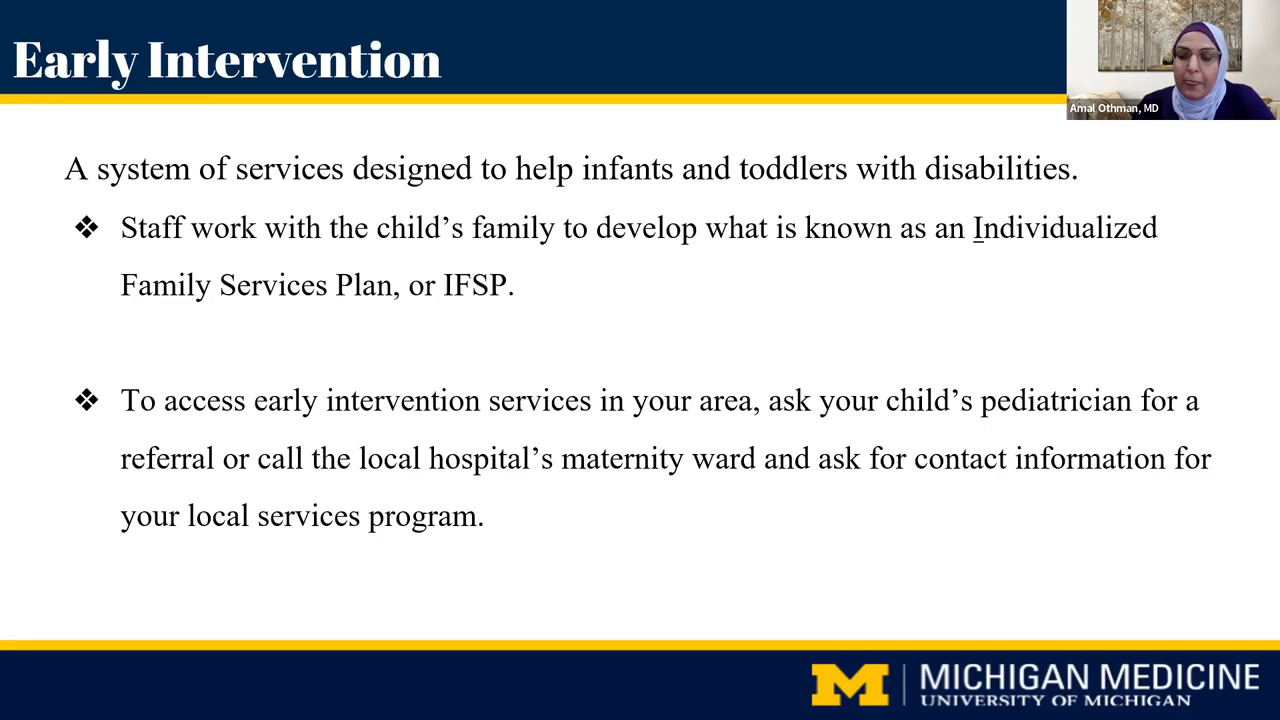 Early Intervention
Amal Othman, MD
A system of services designed to help infants and toddlers with disabilities.
❖ Staff work with the child’s family to develop what is known as an Individualized
Family Services Plan, or IFSP.
❖ To access early intervention services in your area, ask your child’s pediatrician for a
referral or call the local hospital’s maternity ward and ask for contact information for
your local services program.
M | MICHIGAN MEDICINE
UNIVERSITY OF MICHIGAN